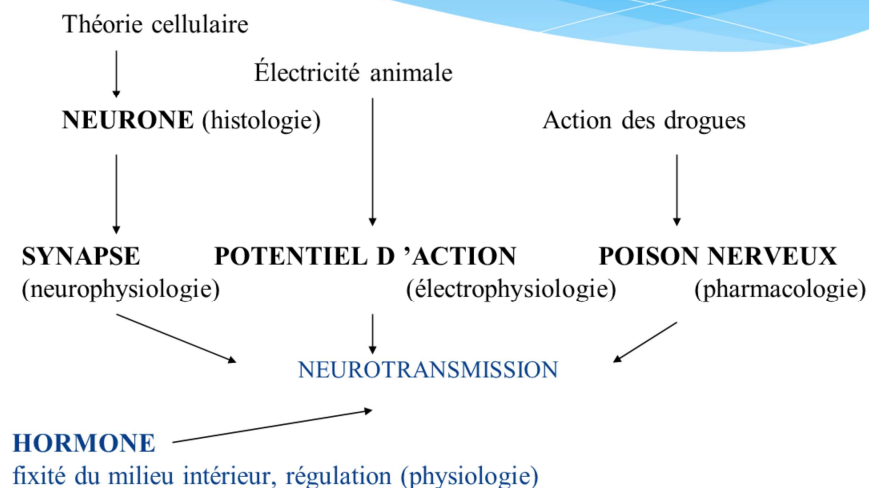 Théorie cellulaire
Électricité animale
NEURONE (histologie)
Action des drogues
SYNAPSE
POTENTIEL D ’ACTION
POISON NERVEUX
(neurophysiologie)
(électrophysiologie)
(pharmacologie)
NEUROTRANSMISSION
HORMONE
fixité du milieu intérieur, régulation (physiologie)